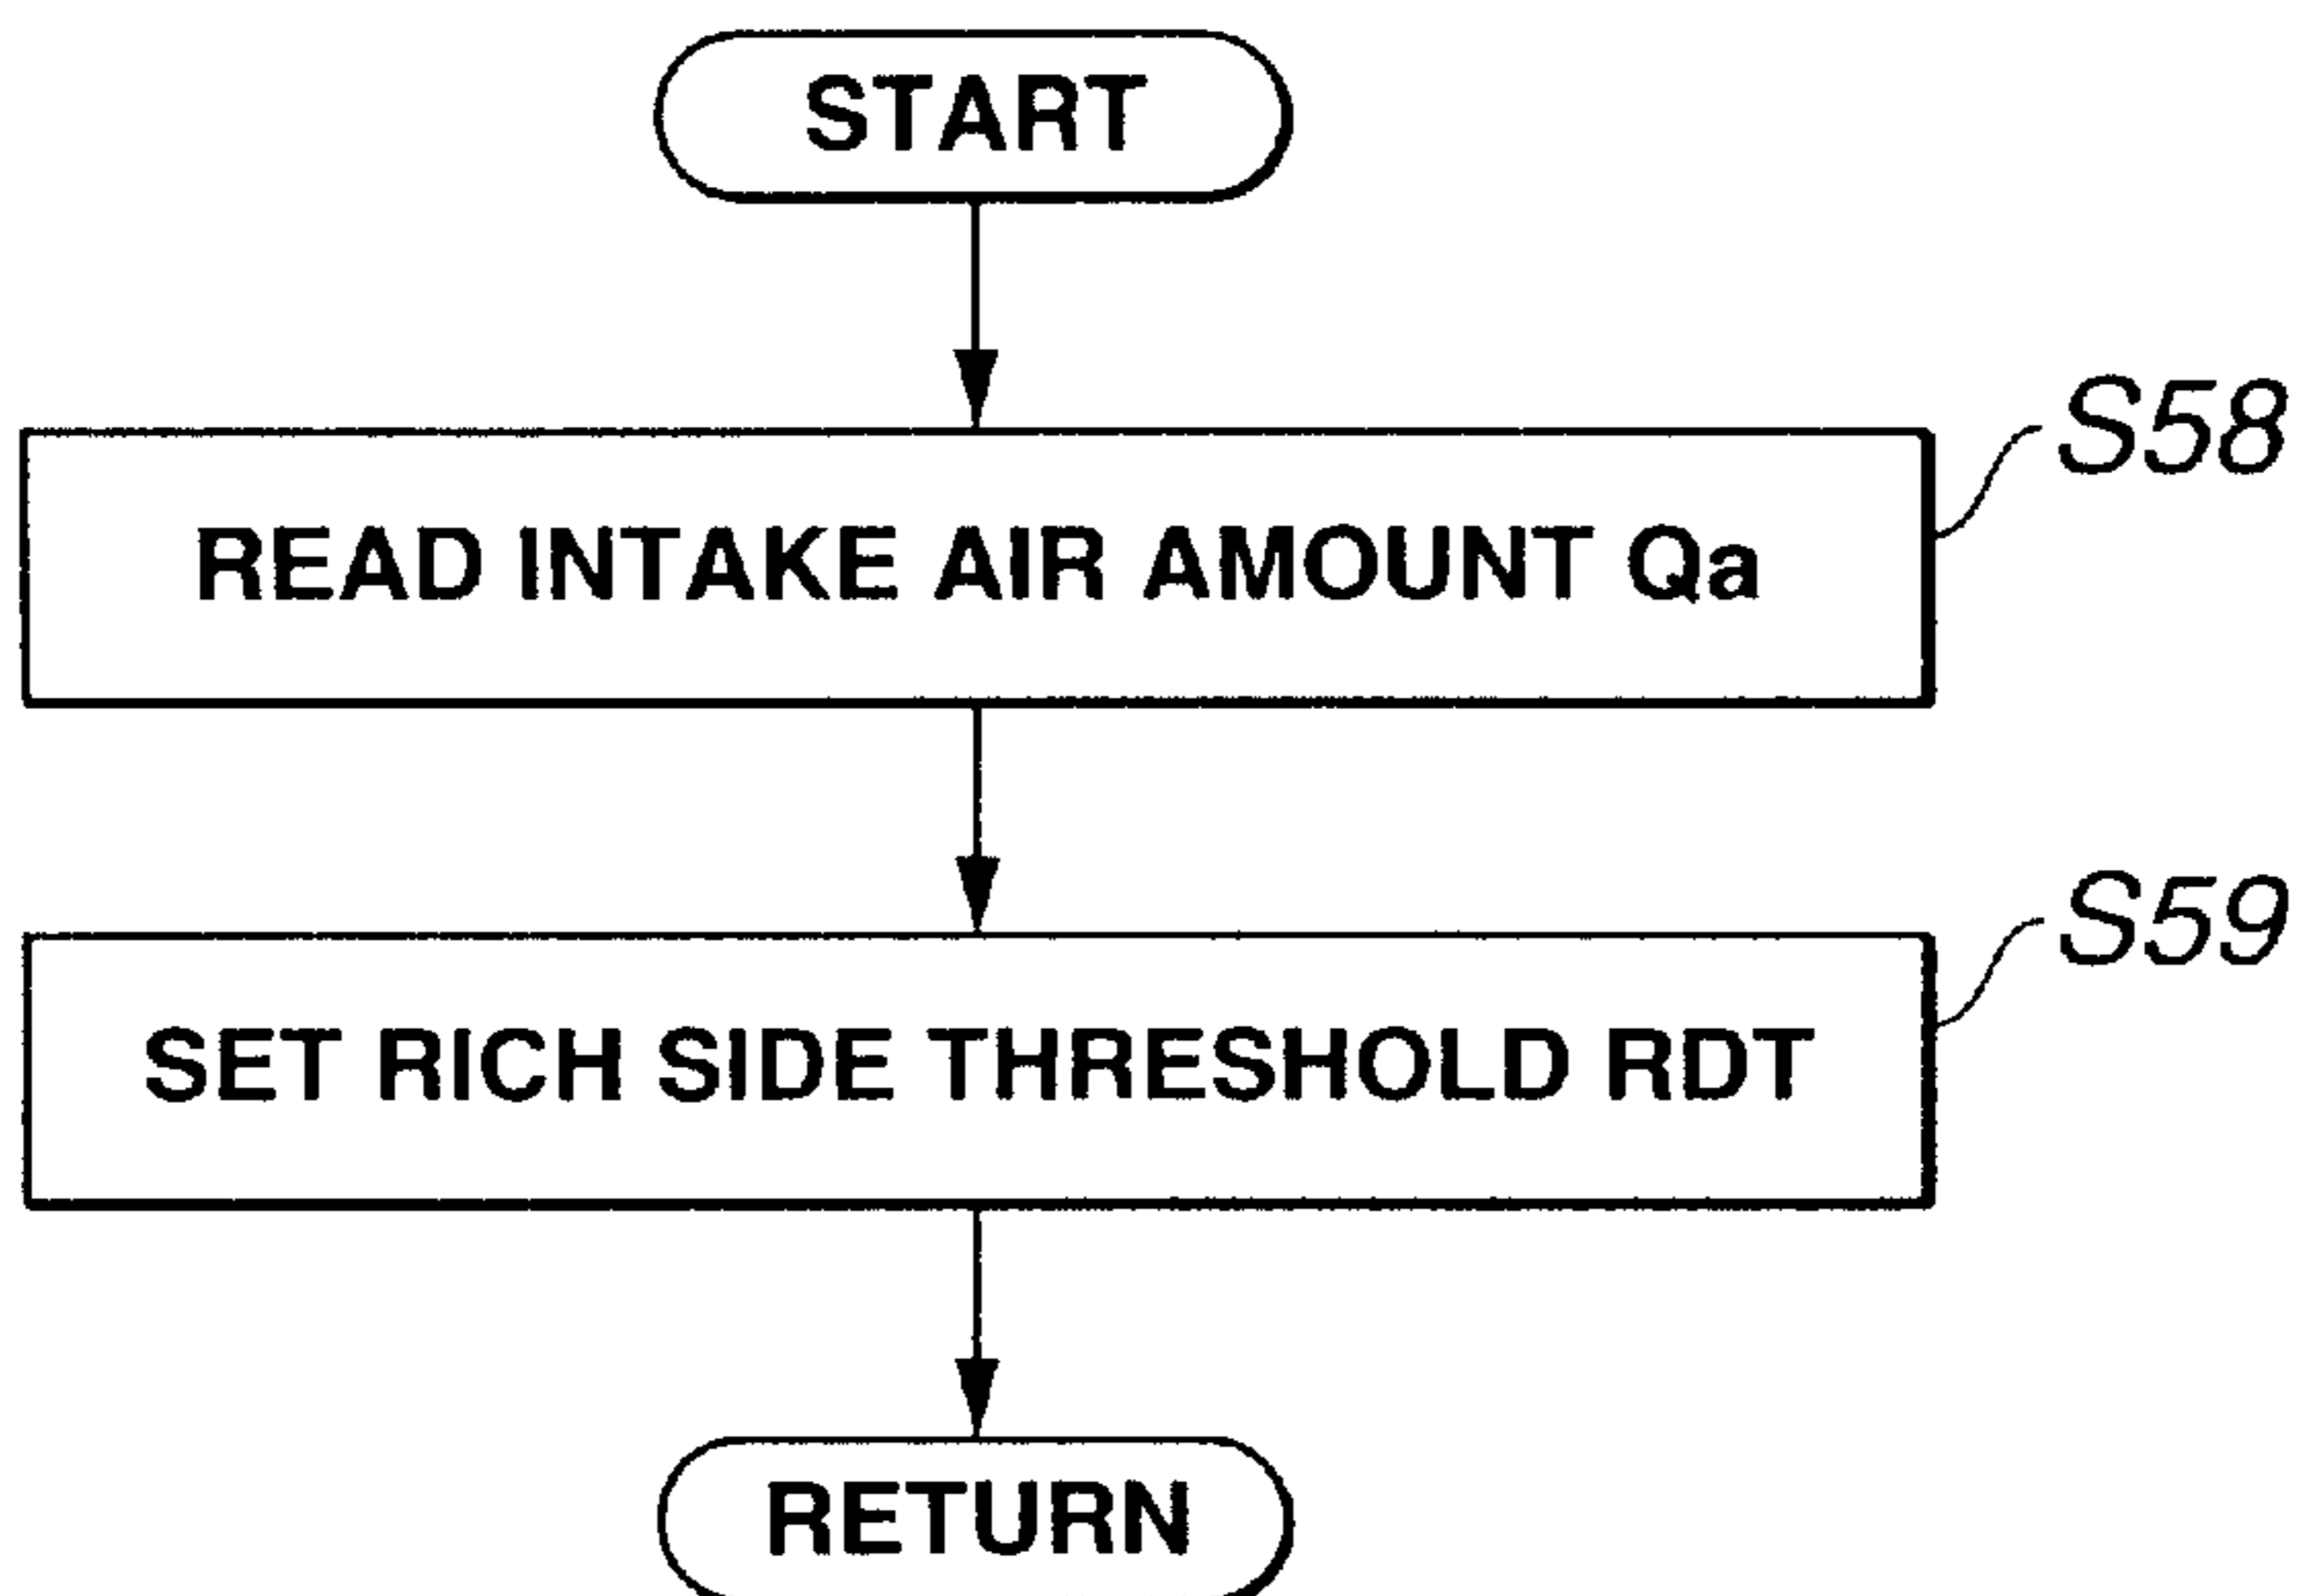 START
S58
READ INTAKE AIR AMOUNT Qa
S59
SET RICH SIDE THRESHOLD RDT
RETURN